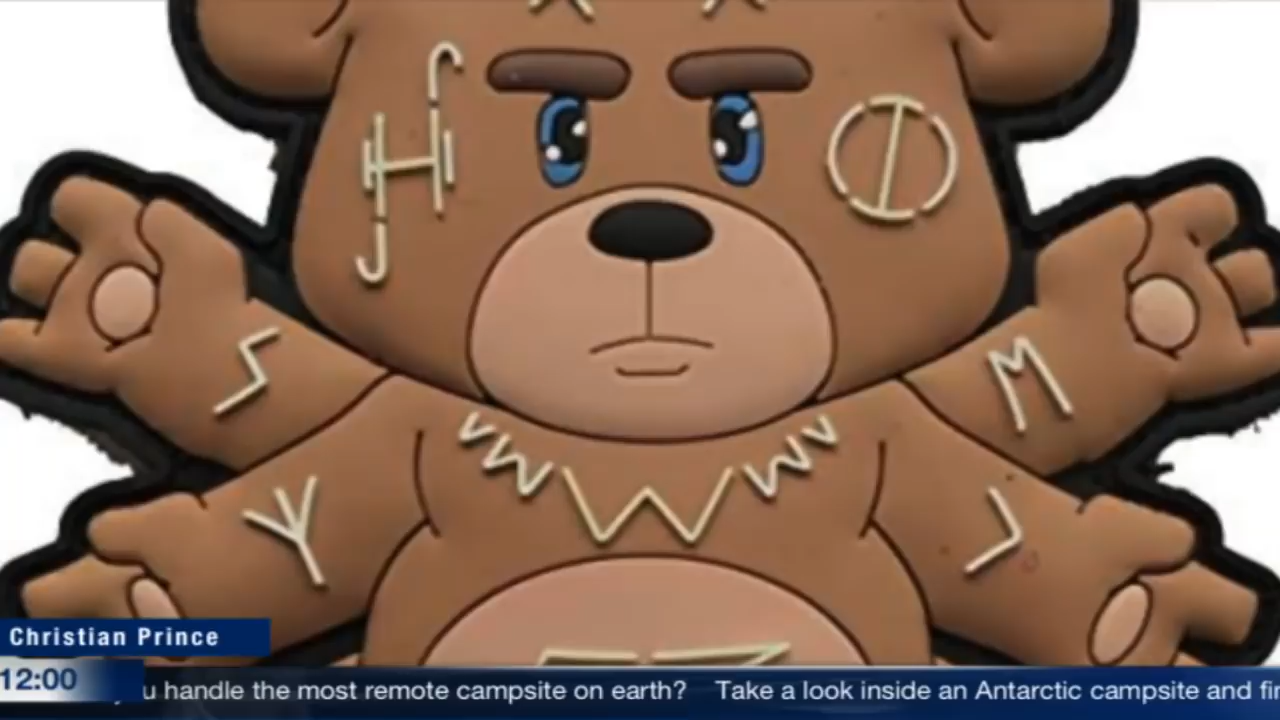 Christian Prince
12:00
u handle the most remote campsite on earth? Take a look inside an Antarctic campsite and fi